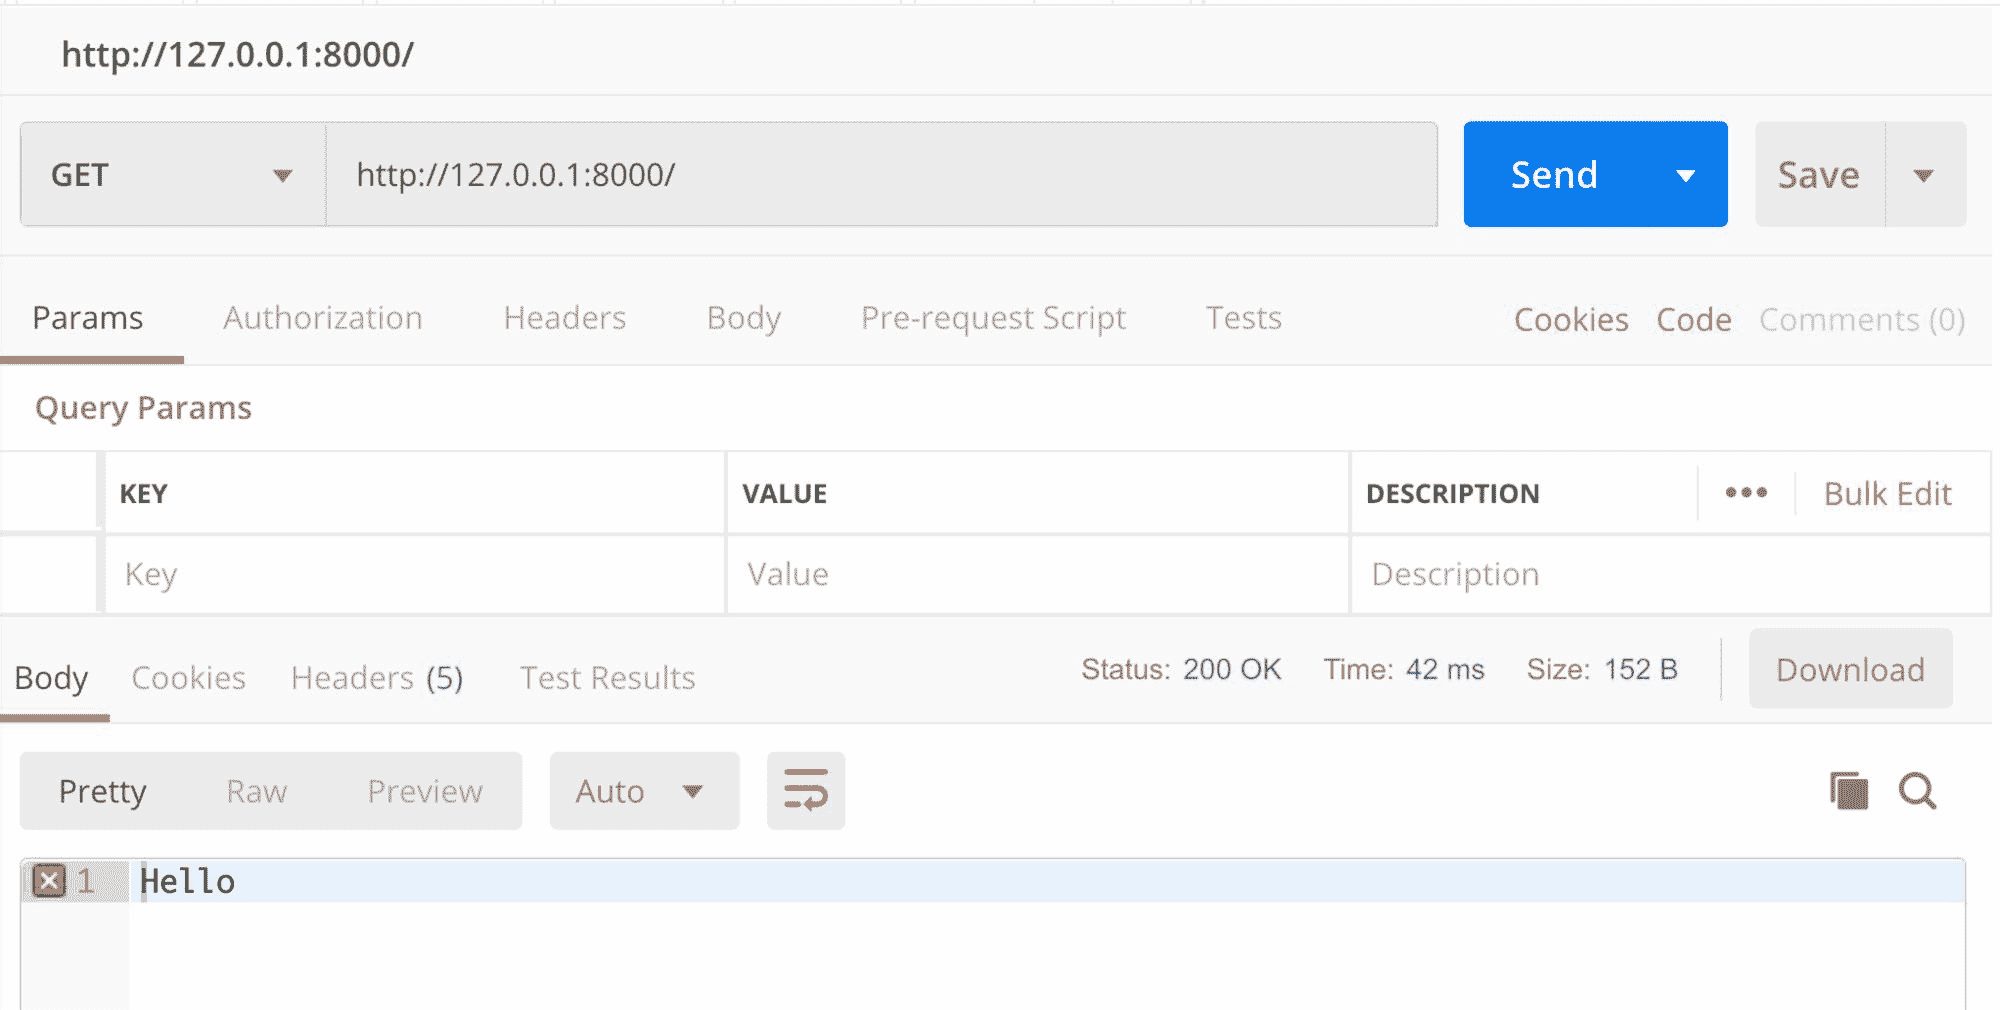 http://127.0.0.1:8000/
GET http://127.0.0.1:8000/ Send Save
Params Authorization Headers Body Pre-request Script Tests Cookies Code Comments (0)
Query Params
KEY VALUE DESCRIPTION ••• Bulk Edit
Key Value Description
Body Cookies Headers (5) Test Results Status: 200 OK Time: 42 ms Size: 152 B Download
Pretty Raw Preview Auto
1 Hello